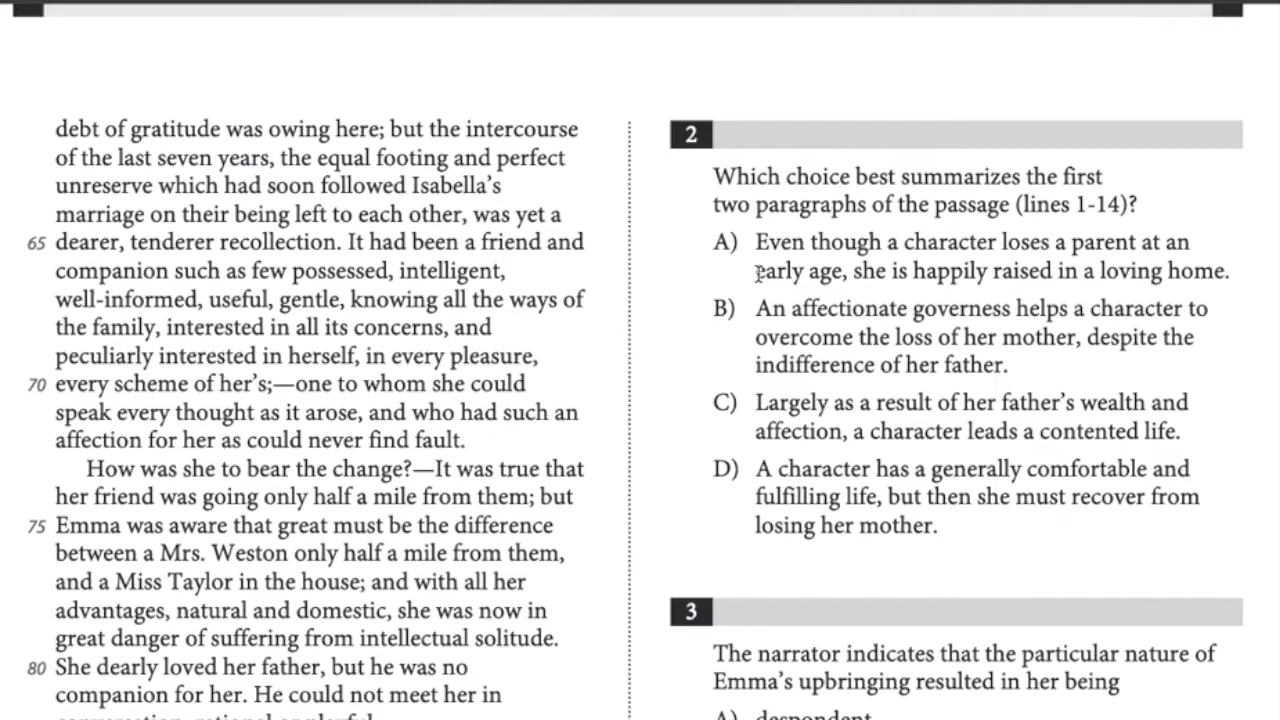 debt of gratitude was owing here; but the intercourse
of the last seven years, the equal footing and perfect
unreserve which had soon followed Isabella's
marriage on their being left to each other, was yet a
65 dearer, tenderer recollection. It had been a friend and
companion such as few possessed, intelligent,
well-informed, useful, gentle, knowing all the ways of
the family, interested in all its concerns, and
peculiarly interested in herself, in every pleasure,
70 every scheme of her's;—one to whom she could
speak every thought as it arose, and who had such an
affection for her as could never find fault.
How was she to bear the change?—It was true that
her friend was going only half a mile from them; but
75 Emma was aware that great must be the difference
between a Mrs. Weston only half a mile from them,
and a Miss Taylor in the house; and with all her
advantages, natural and domestic, she was now in
great danger of suffering from intellectual solitude.
80 She dearly loved her father, but he was no
companion for her. He could not meet her in
2
Which choice best summarizes the first
two paragraphs of the passage (lines 1-14)?
A) Even though a character loses a parent at an
early age, she is happily raised in a loving home.
B) An affectionate governess helps a character to
overcome the loss of her mother, despite the
indifference of her father.
C) Largely as a result of her father's wealth and
affection, a character leads a contented life.
D) A character has a generally comfortable and
fulfilling life, but then she must recover from
losing her mother.
3
The narrator indicates that the particular nature of
Emma's upbringing resulted in her being
A) despondent